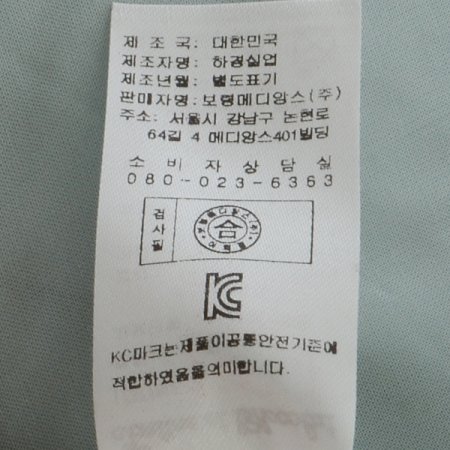 제 조 국: 대한민국
제조자명: 하경실업
제조년월: 별도표기
판매자명: 보령메디앙스(주)
주소: 서울시 강남구 논현로
64길 4 메디앙스401빌딩
소 비 자 상 담 실
080-023-6363
검사필
合
KC
KC마크는제품이공통안전기준에
적합하였음을의미합니다.